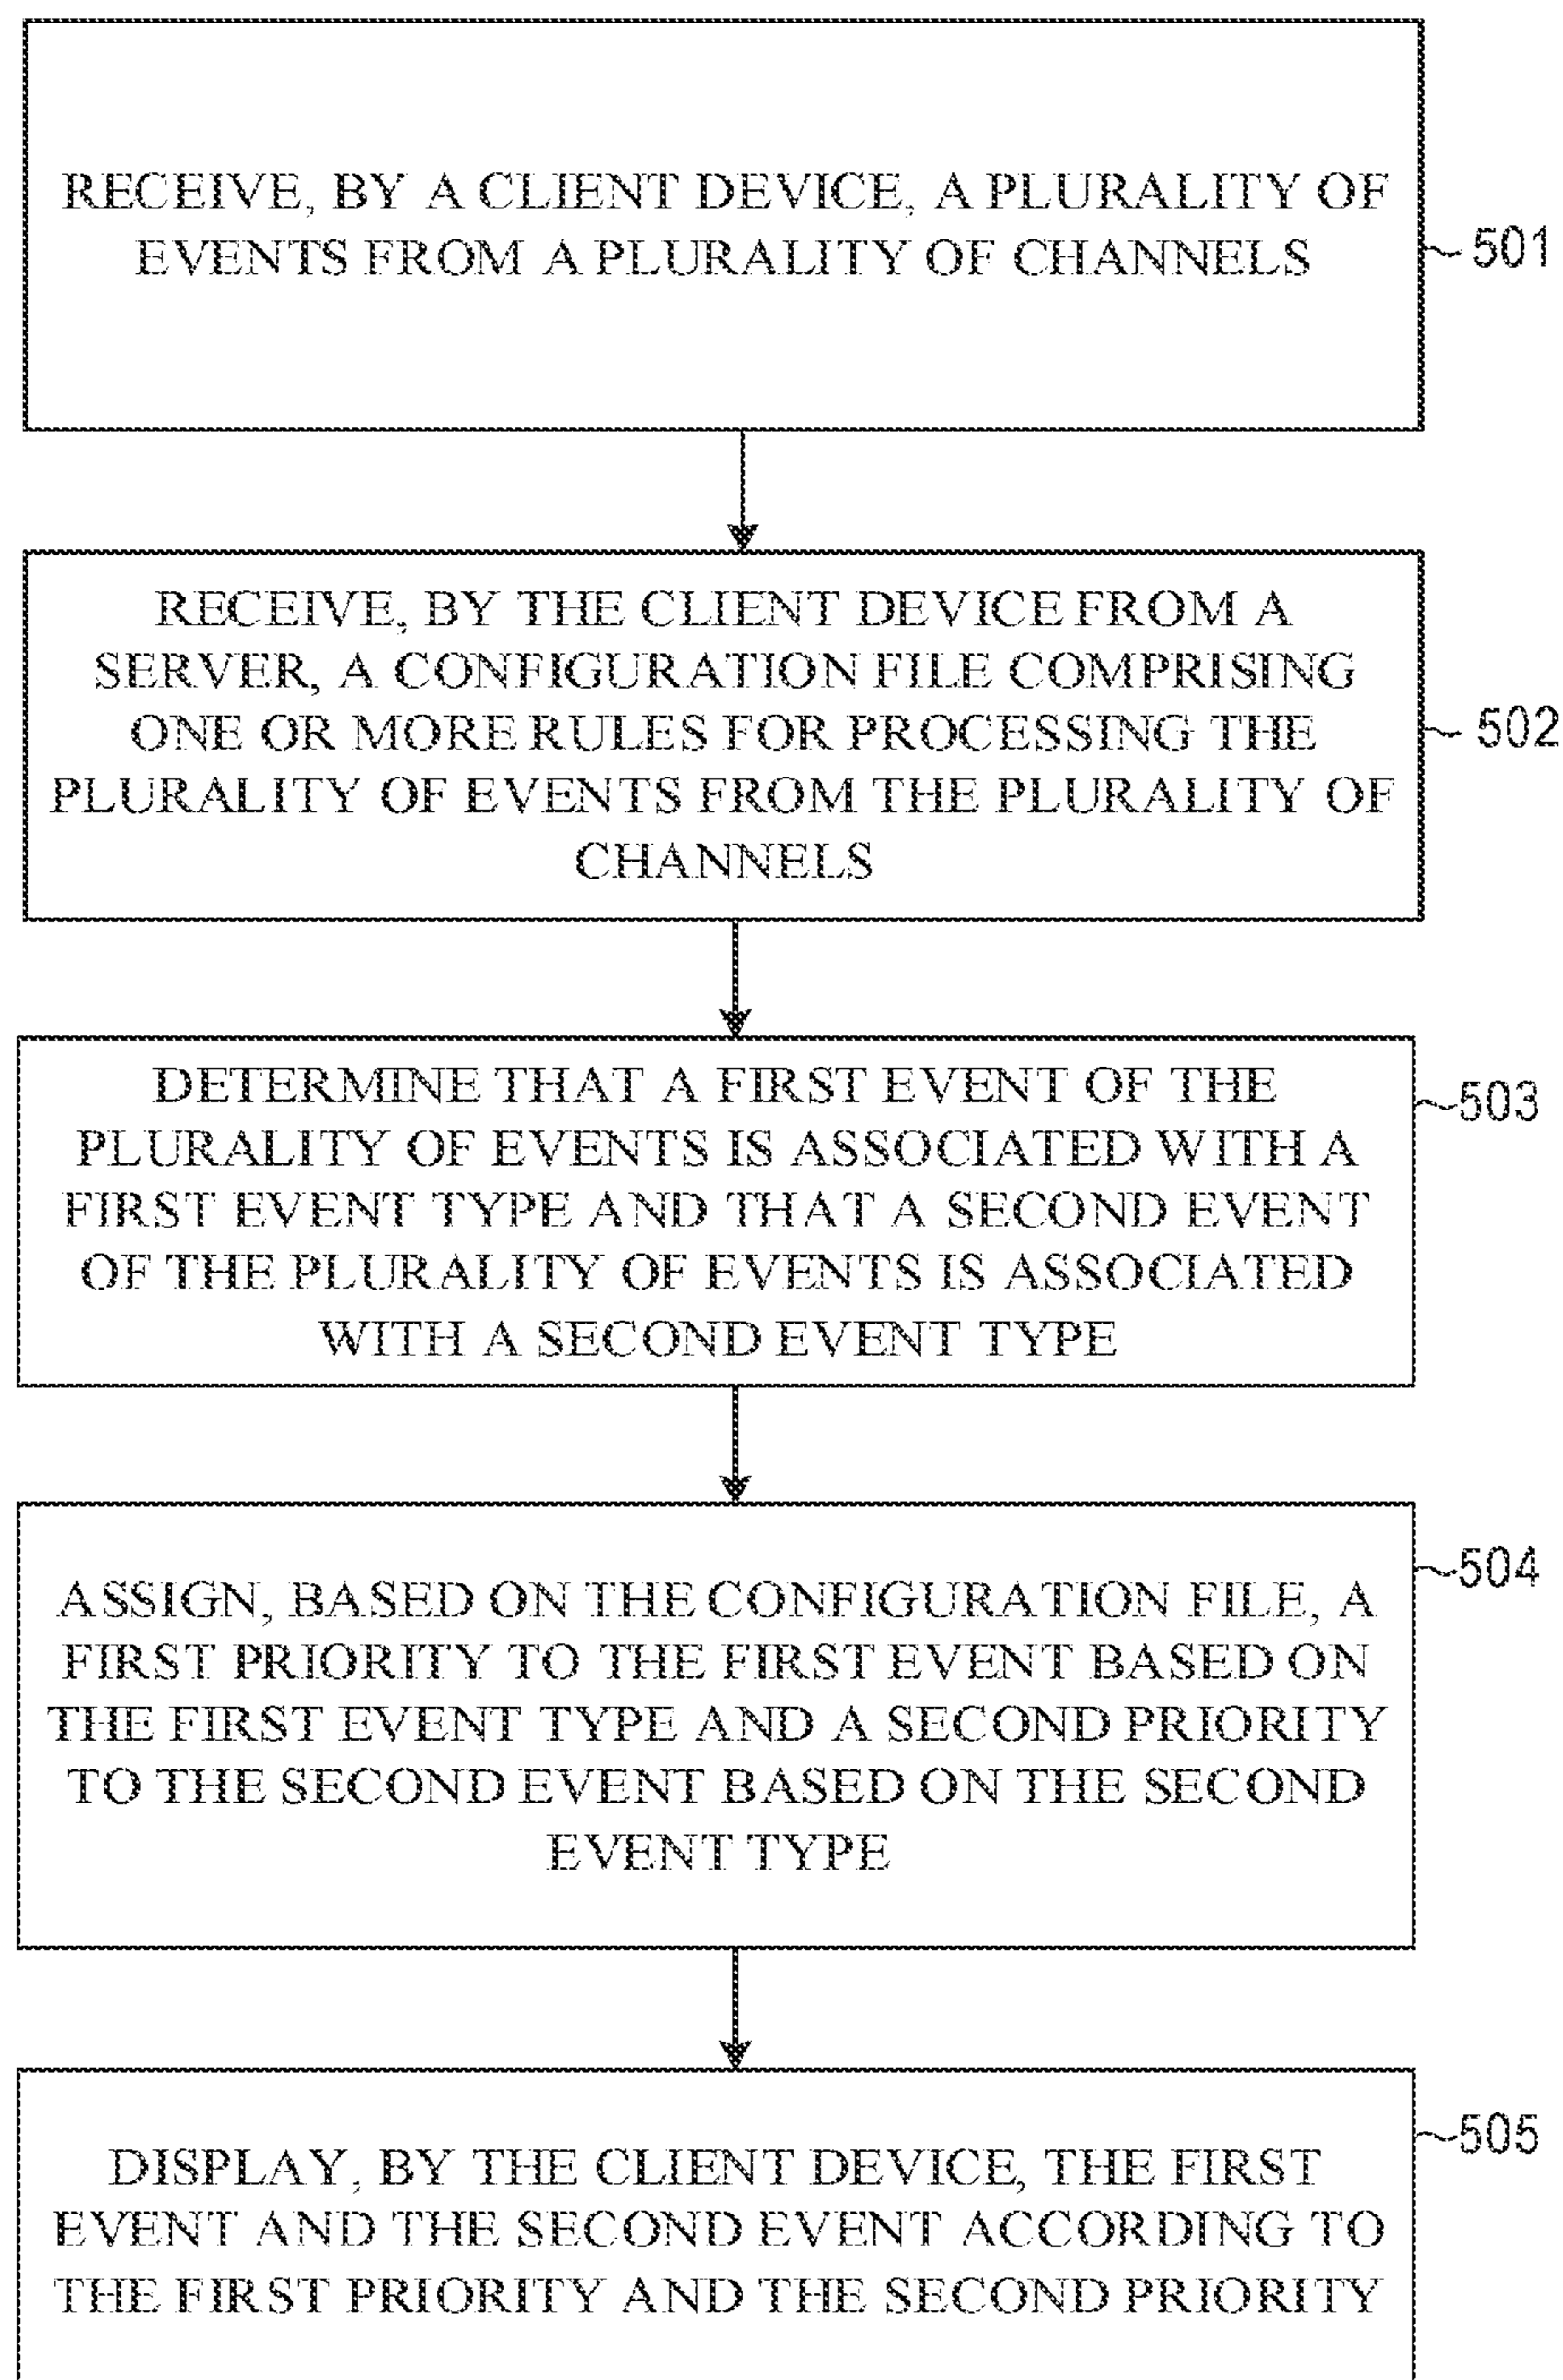 RECEIVE, BY A CLIENT DEVICE, A PLURALITY OF
EVENTS FROM A PLURALITY OF CHANNELS
501
RECEIVE, BY THE CLIENT DEVICE FROM A
SERVER, A CONFIGURATION FILE COMPRISING
ONE OR MORE RULES FOR PROCESSING THE
PLURALITY OF EVENTS FROM THE PLURALITY OF
CHANNELS
502
DETERMINE THAT A FIRST EVENT OF THE
PLURALITY OF EVENTS IS ASSOCIATED WITH A
FIRST EVENT TYPE AND THAT A SECOND EVENT
OF THE PLURALITY OF EVENTS IS ASSOCIATED
WITH A SECOND EVENT TYPE
503
ASSIGN, BASED ON THE CONFIGURATION FILE, A
FIRST PRIORITY TO THE FIRST EVENT BASED ON
THE FIRST EVENT TYPE AND A SECOND PRIORITY
TO THE SECOND EVENT BASED ON THE SECOND
EVENT TYPE
504
DISPLAY, BY THE CLIENT DEVICE, THE FIRST
EVENT AND THE SECOND EVENT ACCORDING TO
THE FIRST PRIORITY AND THE SECOND PRIORITY
505